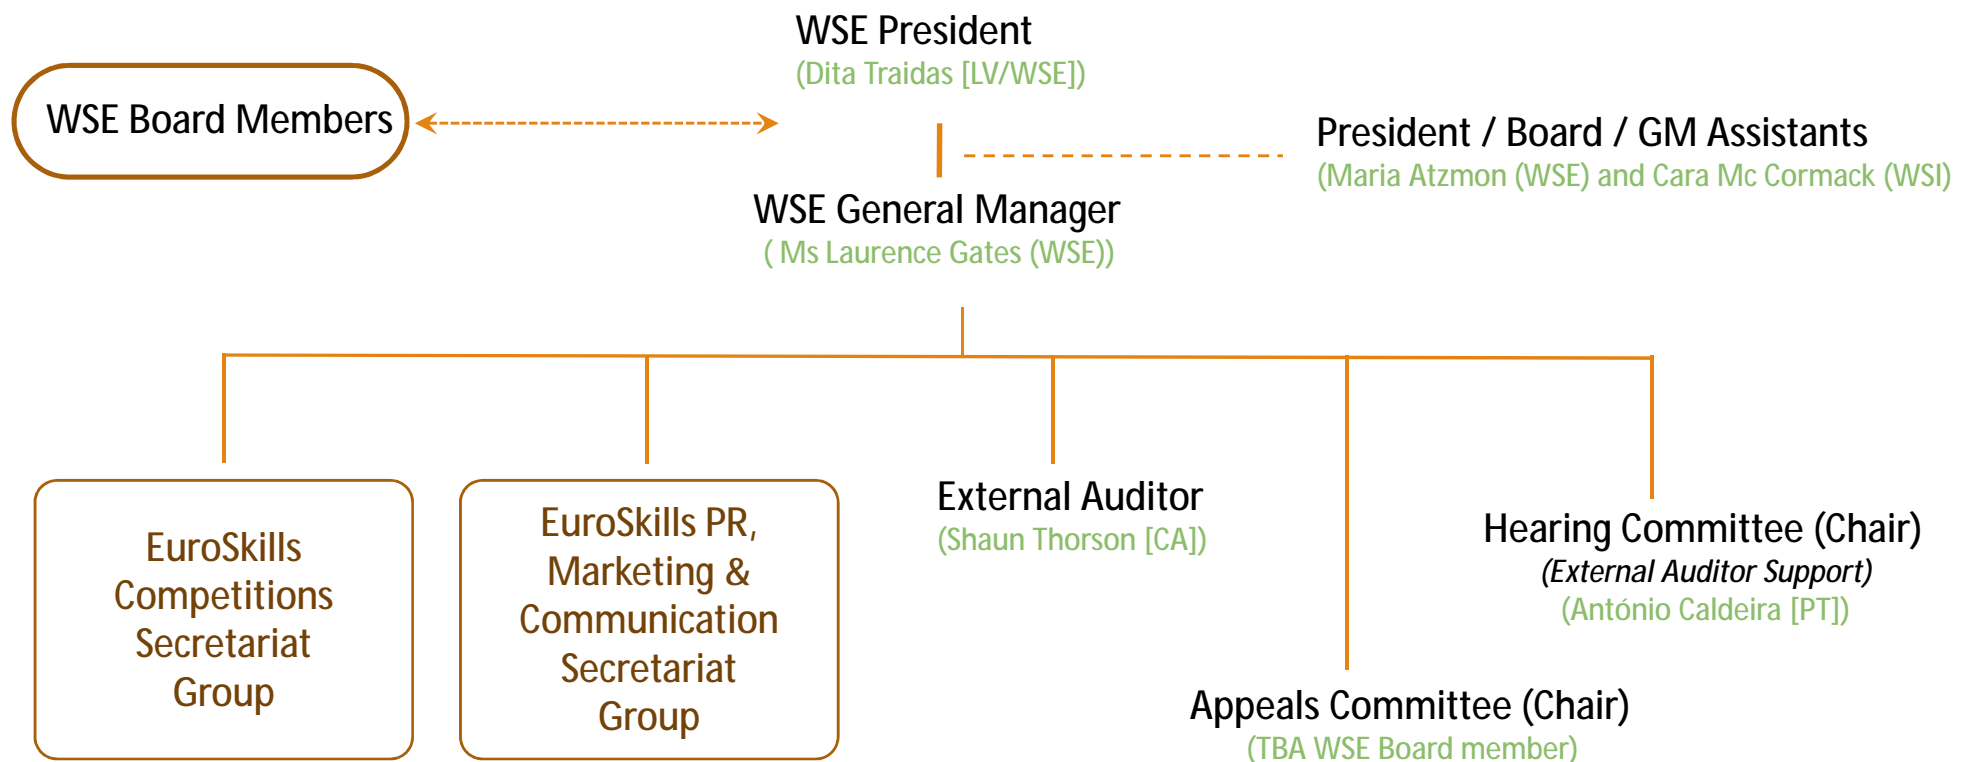 WSE President
(Dita Traidas [LV/WSE])
WSE Board Members
President / Board / GM Assistants
(Maria Atzmon (WSE) and Cara Mc Cormack (WSI)
WSE General Manager
( Ms Laurence Gates (WSE))
EuroSkills
Competitions
Secretariat
Group
EuroSkills PR,
Marketing &
Communication
Secretariat
Group
External Auditor
(Shaun Thorson [CA])
Appeals Committee (Chair)
(TBA WSE Board member)
Hearing Committee (Chair)
(External Auditor Support)
(António Caldeira [PT])